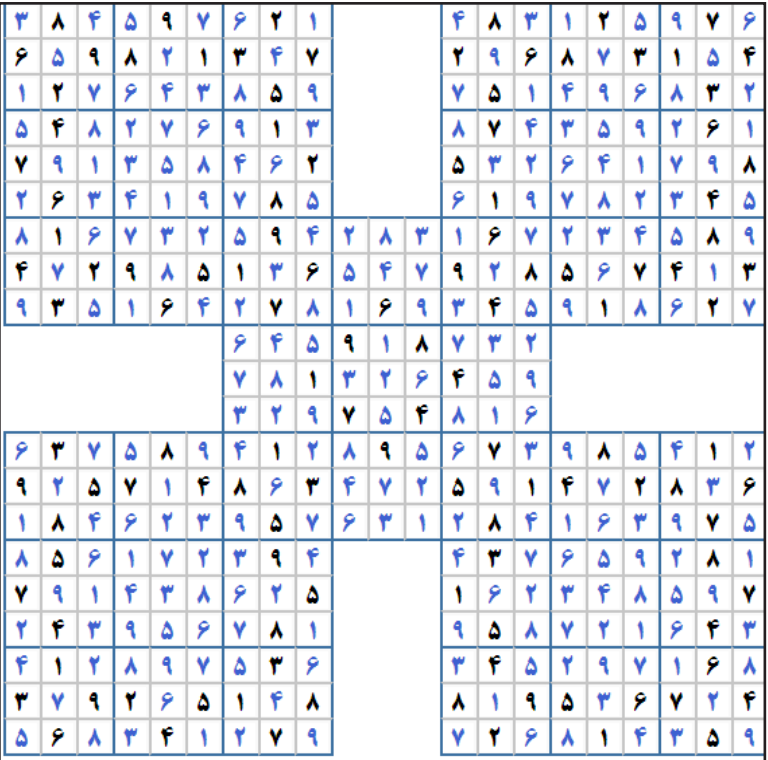 ۳ ۸ ۴ ۵ ۹ ۷ ۶ ۲ ۱ ۴ ۸ ۳ ۱ ۲ ۵ ۹ ۷ ۶
۶ ۵ ۹ ۸ ۲ ۱ ۳ ۴ ۷ ۲ ۹ ۶ ۸ ۷ ۳ ۱ ۵ ۴
۱ ۲ ۷ ۶ ۴ ۳ ۸ ۵ ۹ ۷ ۵ ۱ ۴ ۹ ۶ ۸ ۳ ۲
۵ ۴ ۸ ۲ ۷ ۶ ۹ ۱ ۳ ۸ ۷ ۴ ۳ ۵ ۹ ۲ ۶ ۱
۷ ۹ ۱ ۳ ۵ ۸ ۴ ۶ ۲ ۵ ۳ ۲ ۶ ۴ ۱ ۷ ۹ ۸
۲ ۶ ۳ ۴ ۱ ۹ ۷ ۸ ۵ ۶ ۱ ۹ ۷ ۸ ۲ ۳ ۴ ۵
۸ ۱ ۶ ۷ ۳ ۲ ۵ ۹ ۴ ۲ ۸ ۳ ۱ ۶ ۷ ۲ ۳ ۴ ۵ ۸ ۹
۴ ۷ ۲ ۹ ۸ ۵ ۱ ۳ ۶ ۵ ۴ ۷ ۹ ۲ ۸ ۵ ۶ ۷ ۴ ۱ ۳
۹ ۳ ۵ ۱ ۶ ۴ ۲ ۷ ۸ ۱ ۶ ۹ ۳ ۴ ۵ ۹ ۱ ۸ ۶ ۲ ۷
۶ ۴ ۵ ۹ ۱ ۸ ۷ ۳ ۲
۷ ۸ ۱ ۳ ۲ ۶ ۴ ۵ ۹
۳ ۲ ۹ ۷ ۵ ۴ ۸ ۱ ۶
۶ ۳ ۷ ۵ ۸ ۹ ۴ ۱ ۲ ۸ ۹ ۵ ۶ ۷ ۳ ۹ ۸ ۵ ۴ ۱ ۲
۹ ۲ ۵ ۷ ۱ ۴ ۸ ۶ ۳ ۴ ۷ ۲ ۵ ۹ ۱ ۴ ۷ ۲ ۸ ۳ ۶
۱ ۸ ۴ ۶ ۲ ۳ ۹ ۵ ۷ ۶ ۳ ۱ ۲ ۸ ۴ ۱ ۶ ۳ ۹ ۷ ۵
۸ ۵ ۶ ۱ ۷ ۲ ۳ ۹ ۴ ۴ ۳ ۷ ۶ ۵ ۹ ۲ ۸ ۱
۷ ۹ ۱ ۴ ۳ ۸ ۶ ۲ ۵ ۱ ۶ ۲ ۳ ۴ ۸ ۵ ۹ ۷
۲ ۴ ۳ ۹ ۵ ۶ ۷ ۸ ۱ ۹ ۵ ۸ ۷ ۲ ۱ ۶ ۴ ۳
۴ ۱ ۲ ۸ ۹ ۷ ۵ ۳ ۶ ۳ ۴ ۵ ۲ ۹ ۷ ۱ ۶ ۸
۳ ۷ ۹ ۲ ۶ ۵ ۱ ۴ ۸ ۸ ۱ ۹ ۵ ۳ ۶ ۷ ۲ ۴
۵ ۶ ۸ ۳ ۴ ۱ ۲ ۷ ۹ ۷ ۲ ۶ ۸ ۱ ۴ ۳ ۵ ۹